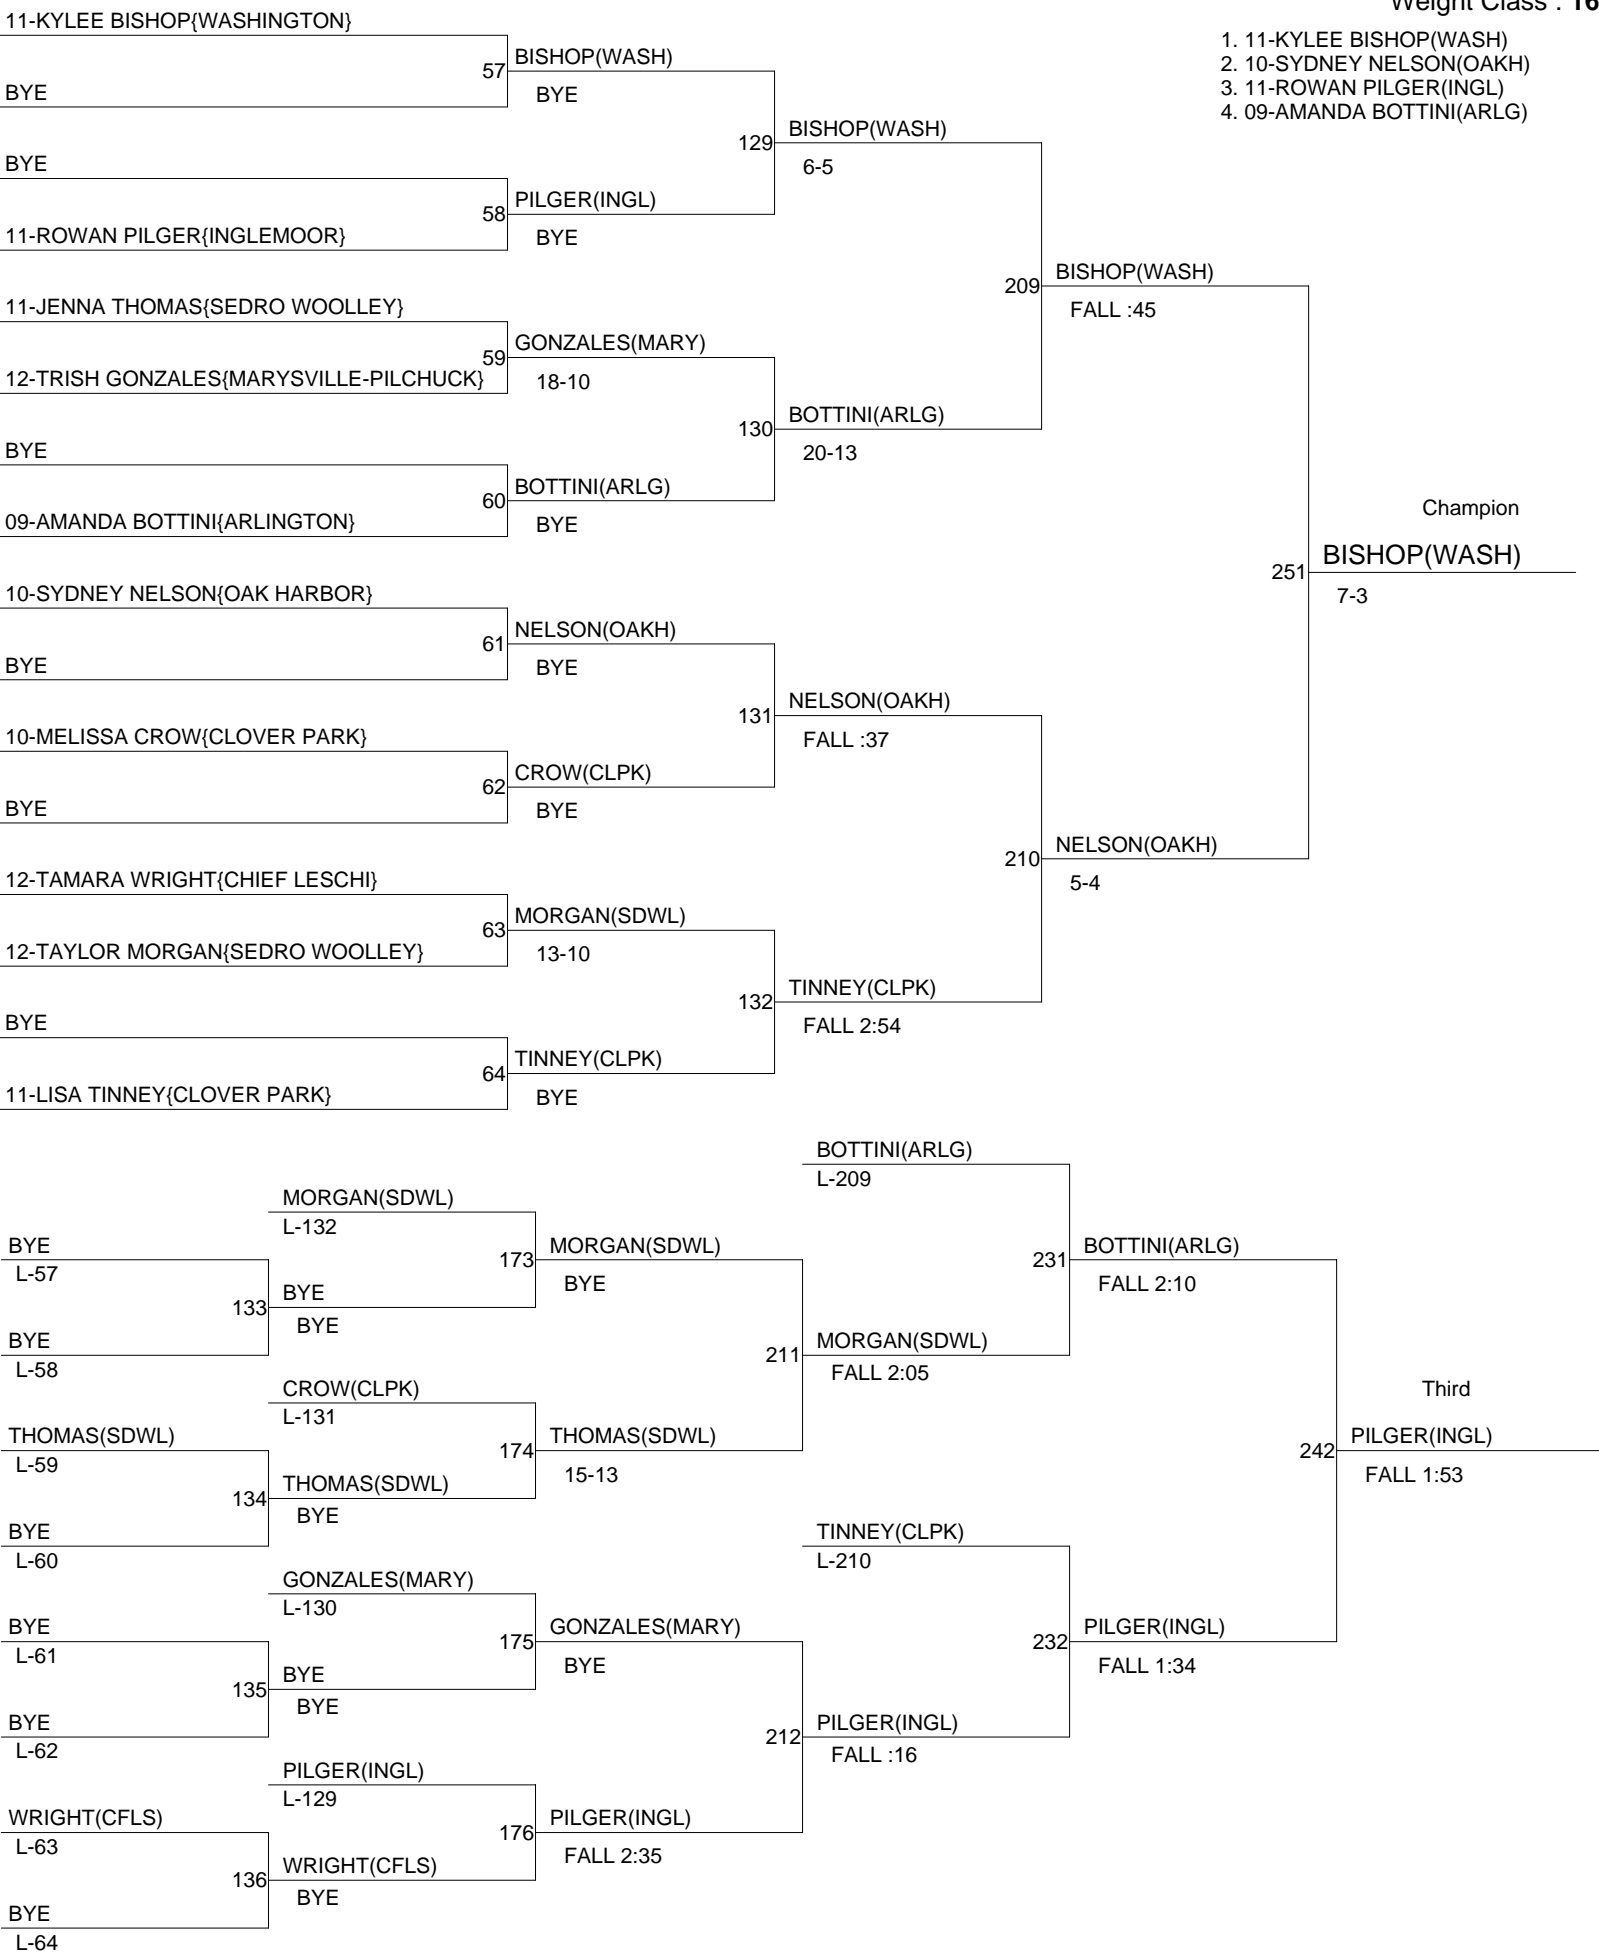 Weight Class : 16
1. 11-KYLEE BISHOP(WASH)
2. 10-SYDNEY NELSON(OAKH)
3. 11-ROWAN PILGER(INGL)
4. 09-AMANDA BOTTINI(ARLG)
11-KYLEE BISHOP{WASHINGTON}
57
BYE
BISHOP(WASH)
BYE
BYE
58
11-ROWAN PILGER{INGLEMOOR}
PILGER(INGL)
BYE
129
BISHOP(WASH)
6-5
11-JENNA THOMAS{SEDRO WOOLLEY}
59
12-TRISH GONZALES{MARYSVILLE-PILCHUCK}
GONZALES(MARY)
18-10
BYE
60
09-AMANDA BOTTINI{ARLINGTON}
BOTTINI(ARLG)
BYE
130
BOTTINI(ARLG)
20-13
209
BISHOP(WASH)
FALL :45
10-SYDNEY NELSON{OAK HARBOR}
61
BYE
NELSON(OAKH)
BYE
10-MELISSA CROW{CLOVER PARK}
62
BYE
CROW(CLPK)
BYE
131
NELSON(OAKH)
FALL :37
12-TAMARA WRIGHT{CHIEF LESCHI}
63
12-TAYLOR MORGAN{SEDRO WOOLLEY}
MORGAN(SDWL)
13-10
BYE
64
11-LISA TINNEY{CLOVER PARK}
TINNEY(CLPK)
BYE
132
TINNEY(CLPK)
FALL 2:54
210
NELSON(OAKH)
5-4
Champion
251
BISHOP(WASH)
7-3
BYE
L-57
133
BYE
L-58
MORGAN(SDWL)
L-132
173
BYE
BYE
MORGAN(SDWL)
BYE
THOMAS(SDWL)
L-59
134
BYE
L-60
CROW(CLPK)
L-131
174
THOMAS(SDWL)
BYE
THOMAS(SDWL)
15-13
211
BOTTINI(ARLG)
L-209
231
MORGAN(SDWL)
FALL 2:05
BOTTINI(ARLG)
FALL 2:10
BYE
L-61
135
BYE
L-62
GONZALES(MARY)
L-130
175
BYE
BYE
GONZALES(MARY)
BYE
WRIGHT(CFLS)
L-63
136
BYE
L-64
PILGER(INGL)
L-129
176
WRIGHT(CFLS)
BYE
PILGER(INGL)
FALL 2:35
212
TINNEY(CLPK)
L-210
232
PILGER(INGL)
FALL :16
PILGER(INGL)
FALL 1:34
Third
242
PILGER(INGL)
FALL 1:53